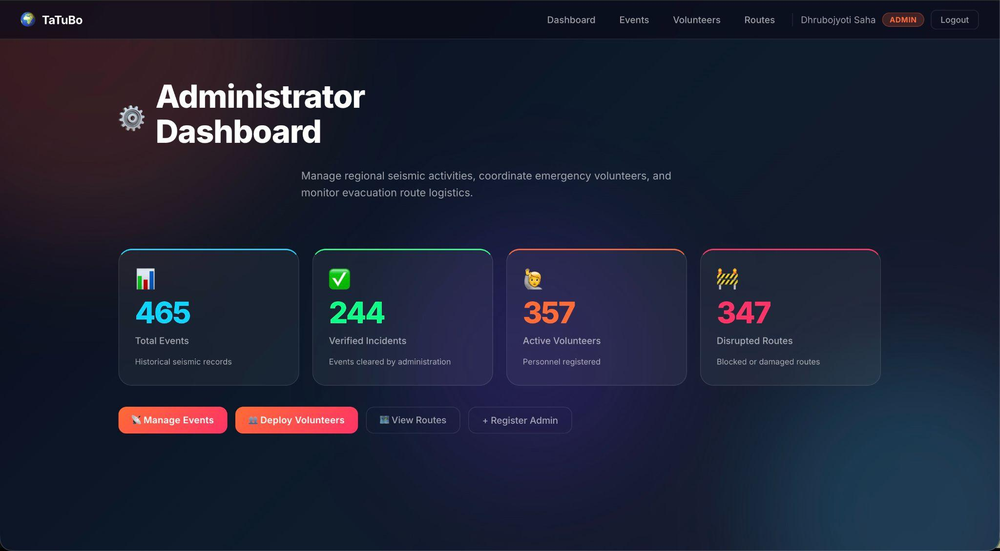 TaTuBo
Dashboard Events Volunteers Routes Dhrubojyoti Saha ADMIN Logout
Administrator
Dashboard
Manage regional seismic activities, coordinate emergency volunteers, and
monitor evacuation route logistics.
465
Total Events
Historical seismic records
244
Verified Incidents
Events cleared by administration
357
Active Volunteers
Personnel registered
347
Disrupted Routes
Blocked or damaged routes
Manage Events
Deploy Volunteers
View Routes
+ Register Admin